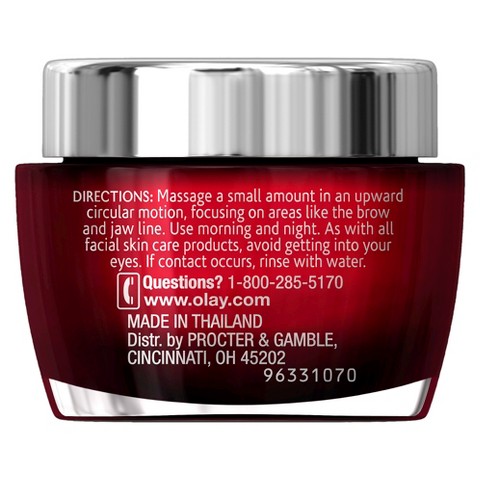 DIRECTIONS: Massage a small amount in an upward
circular motion, focusing on areas like the brow
and jaw line. Use morning and night. As with all
facial skin care products, avoid getting into your
eyes. If contact occurs, rinse with water.
Questions? 1-800-285-5170
www.olay.com
MADE IN THAILAND
Distr. by PROCTER & GAMBLE,
CINCINNATI, OH 45202
96331070